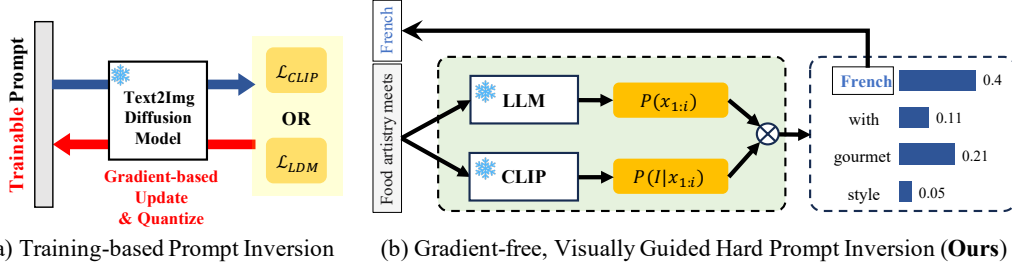 Trainable Prompt
Text2Img
Diffusion
Model
ℒCLIP
OR
ℒLDM
Gradient-based
Update
& Quantize
a) Training-based Prompt Inversion
French
Food artistry meets
LLM
CLIP
P(x1:i)
P(I|x1:i)
⊗
French 0.4
with 0.11
gourmet 0.21
style 0.05
(b) Gradient-free, Visually Guided Hard Prompt Inversion (Ours)